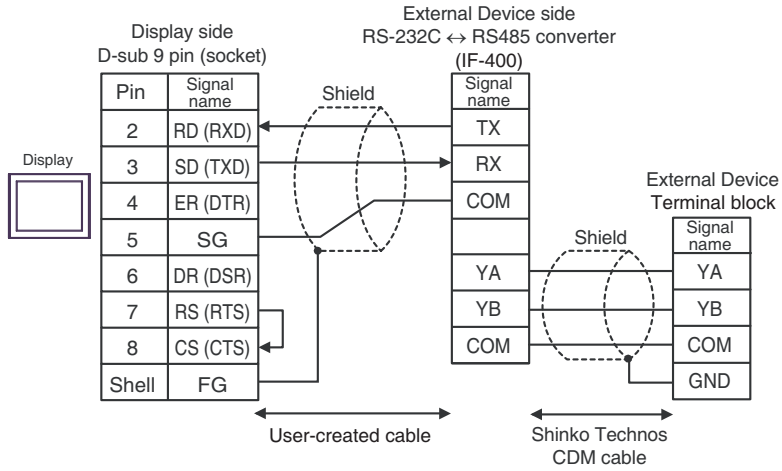 Display side
D-sub 9 pin (socket)
External Device side
RS-232C ↔ RS485 converter
(IF-400)
Pin Signal name
2 RD (RXD)
3 SD (TXD)
4 ER (DTR)
5 SG
6 DR (DSR)
7 RS (RTS)
8 CS (CTS)
Shell FG
Display
Shield
Signal
name
TX
RX
COM
YA
YB
COM
Shield
External Device
Terminal block
Signal
name
YA
YB
COM
GND
User-created cable
Shinko Technos
CDM cable